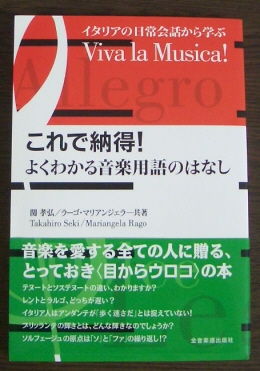 イタリアの日常会話から学ぶ
Viva la Musica!
Allegro
これで納得!
よくわかる音楽用語のはなし
関 孝弘/ラーゴ・マリアンジェラ―共著
Takahiro Seki/Mariangela Rago
音楽を愛する全ての人に贈る、
とっておき〈目からウロコ〉の本
テヌートとソステヌートの違い、わかりますか?
レントとラルゴ、どっちが遅い?
イタリア人はアンダンテが「歩く速さだ」とは捉えていない!
ブリッランテの輝きとは、どんな輝きなのでしょうか?
ソルフェージュの原点は「ソ」と「ファ」の繰り返し!?
全音楽譜出版社